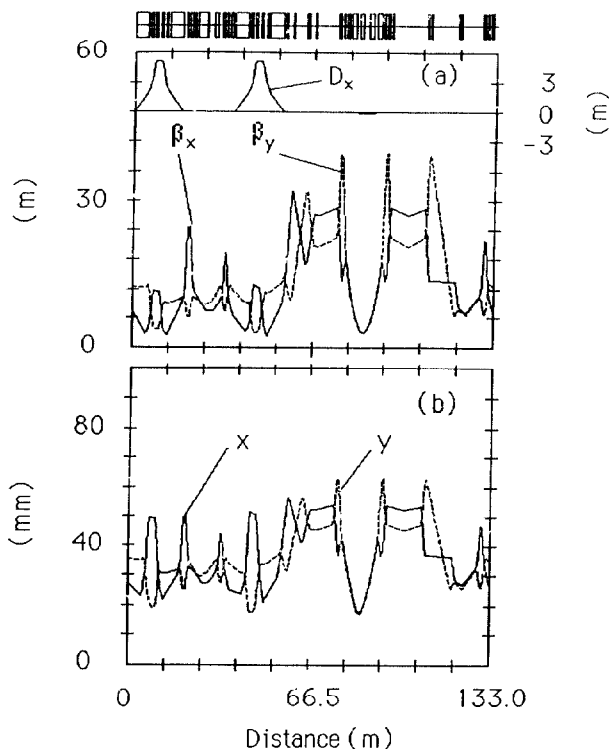 60
(a)
D_x
3
0
-3
(m)
β_x
β_y
(m)
30
0
(b)
80
x
y
(mm)
40
0
0
66.5
133.0
Distance (m)